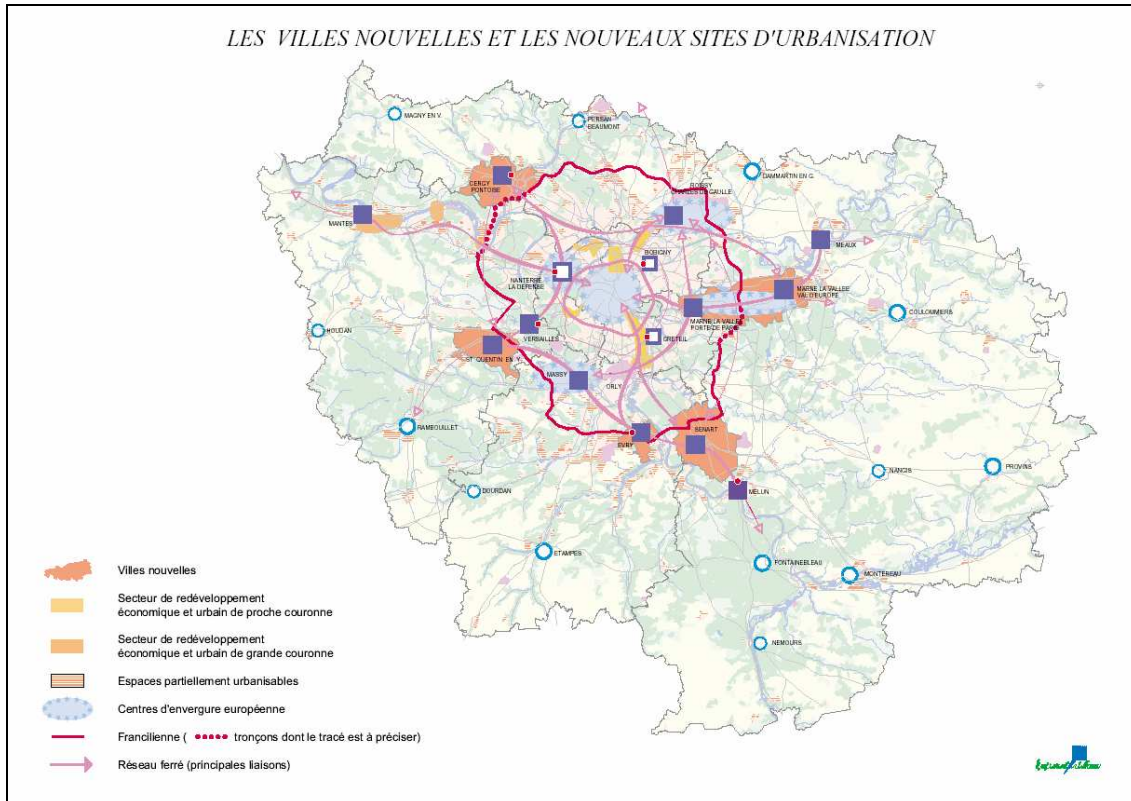 LES VILLES NOUVELLES ET LES NOUVEAUX SITES D'URBANISATION
MAGNY EN V.
PERSAN
BEAUMONT
CERGY
PONTOISE
ROISSY
CHARLES DE GAULLE
DAMMARTIN EN G.
MANTES
BOBIGNY
MEAUX
NANTERRE
LA DEFENSE
MARNE LA VALLEE
VAL D'EUROPE
COULOMMIERS
MARNE LA VALLEE
PORTE DE PARIS
HOUDAN
VERSAILLES
CRETEIL
ST QUENTIN EN Y.
MASSY
ORLY
RAMBOUILLET
SENART
EVRY
NANGIS
PROVINS
DOURDAN
MELUN
ETAMPES
FONTAINEBLEAU
MONTEREAU
NEMOURS
Villes nouvelles
Secteur de redéveloppement
économique et urbain de proche couronne
Secteur de redéveloppement
économique et urbain de grande couronne
Espaces partiellement urbanisables
Centres d'envergure européenne
Francilienne ( tronçons dont le tracé est à préciser)
Réseau ferré (principales liaisons)